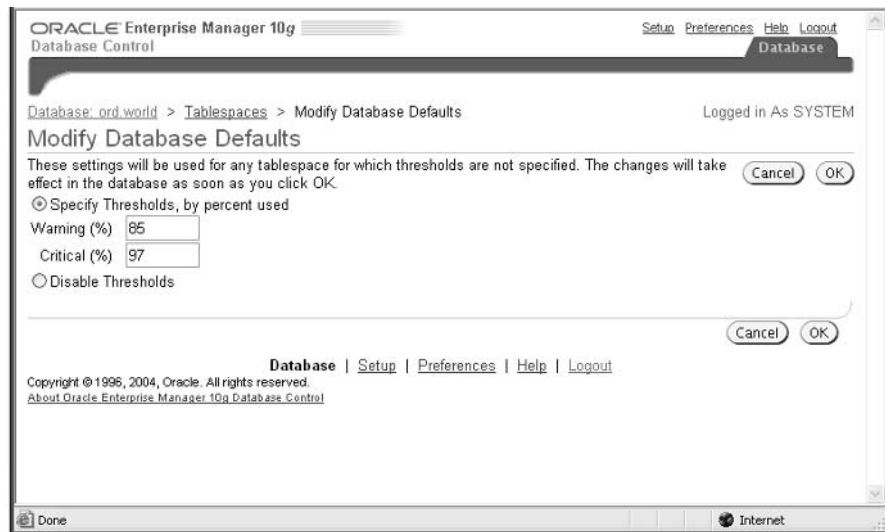 ORACLE Enterprise Manager 10g
Database Control
Setup Preferences Help Logout
Database
Database: ord.world > Tablespaces > Modify Database Defaults
Logged in As SYSTEM
Modify Database Defaults
These settings will be used for any tablespace for which thresholds are not specified. The changes will take
effect in the database as soon as you click OK.
Cancel OK
Specify Thresholds, by percent used
Warning (%) 85
Critical (%) 97
Disable Thresholds
Cancel OK
Database | Setup | Preferences | Help | Logout
Copyright © 1996, 2004, Oracle. All rights reserved.
About Oracle Enterprise Manager 10g Database Control
Done
Internet